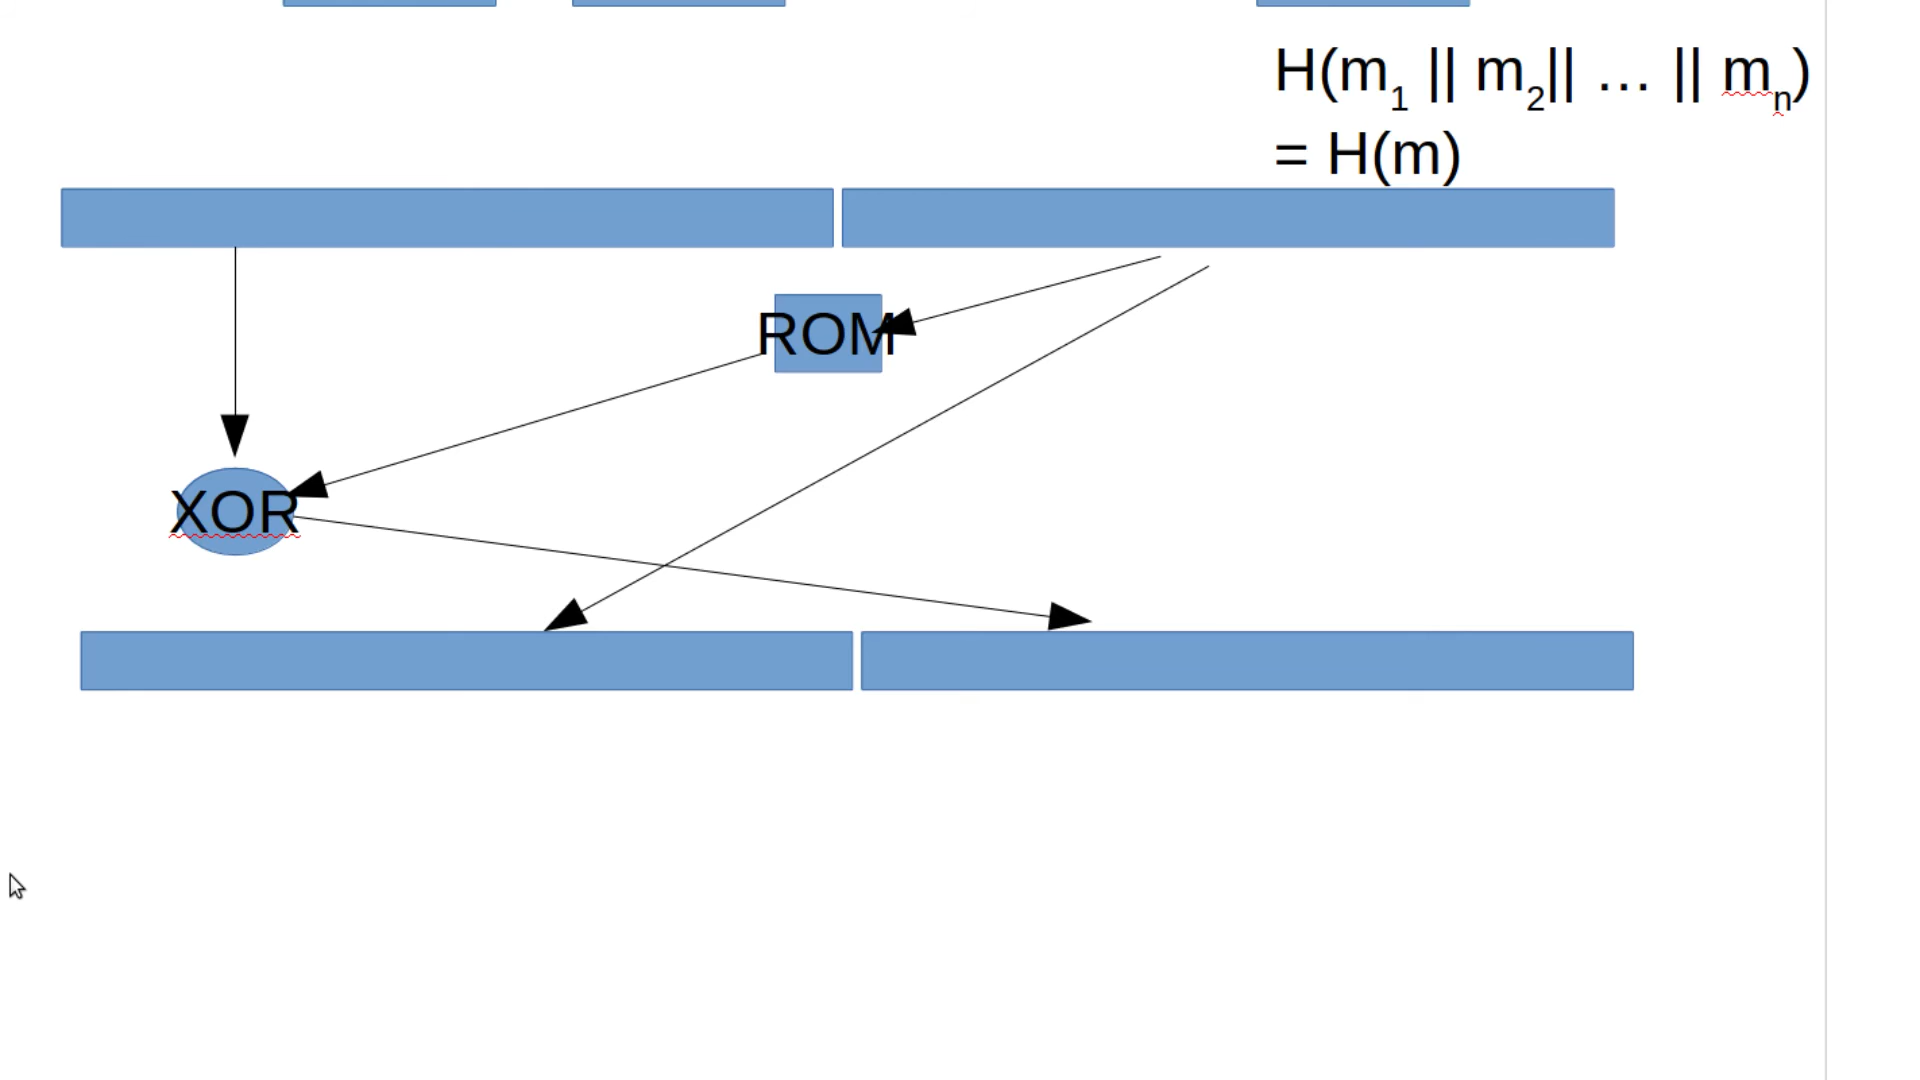 H(m₁ || m₂|| … || mₙ)
= H(m)
ROM
XOR